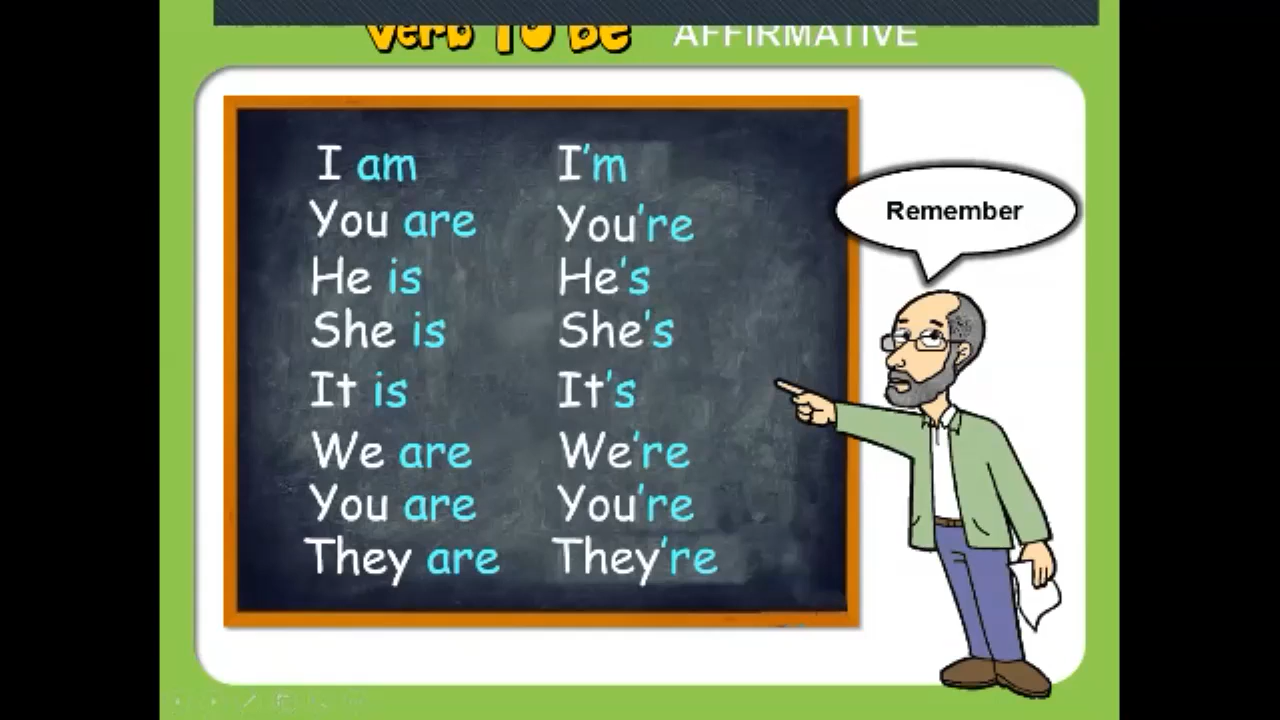 Verb TO BE AFFIRMATIVE
I am I'm
You are You're
He is He's
She is She's
It is It's
We are We're
You are You're
They are They're
Remember